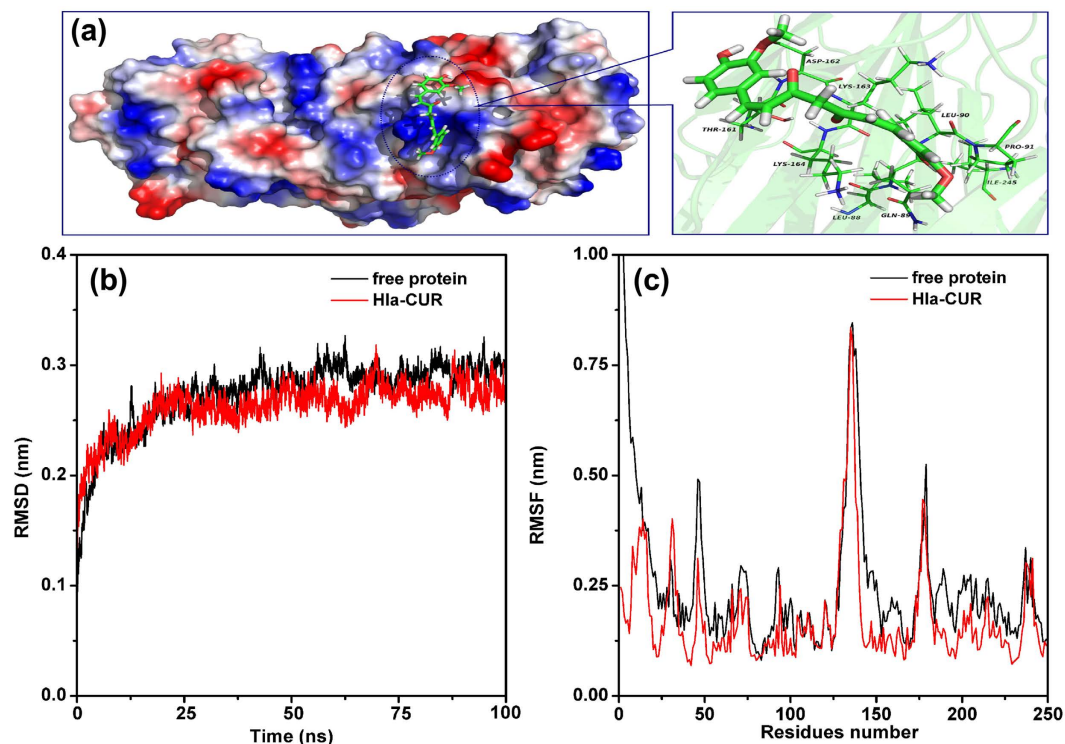 (a)
ASP-162
LYS-163
LEU-90
THR-161
PRO-91
LYS-164
ILE-245
LEU-88
GLN-89
(b)
free protein
Hla-CUR
0.4
0.3
0.2
0.1
0.0
RMSD (nm)
0 25 50 75 100
Time (ns)
(c)
free protein
Hla-CUR
1.00
0.75
0.50
0.25
0.00
RMSF (nm)
0 50 100 150 200 250
Residues number